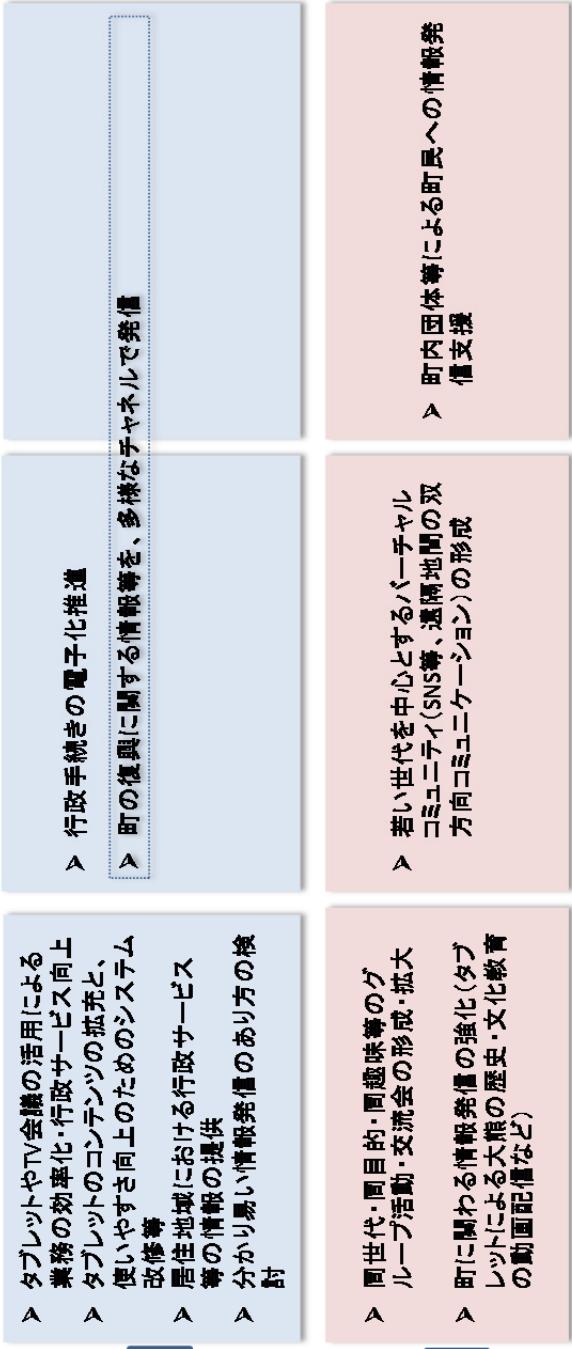 タブレットやTV会議の活用による
業務の効率化・行政サービス向上
タブレットのコンテンツの拡充と、
使いやすさ向上のためのシステム
改修等
居住地域における行政サービス
等の情報の提供
分かり易い情報発信のあり方の検
討
行政手続きの電子化推進
町の復興に関する情報等を、多様なチャネルで発信
同世代・同目的・同趣味等のグ
ループ活動・交流会の形成・拡大
町に関わる情報発信の強化(タブ
レットによる大熊の歴史・文化教育
の動画配信など)
若い世代を中心とするバーチャル
コミュニティ(SNS等、遠隔地間の双
方向コミュニケーション)の形成
町内団体等による町民への情報発
信支援